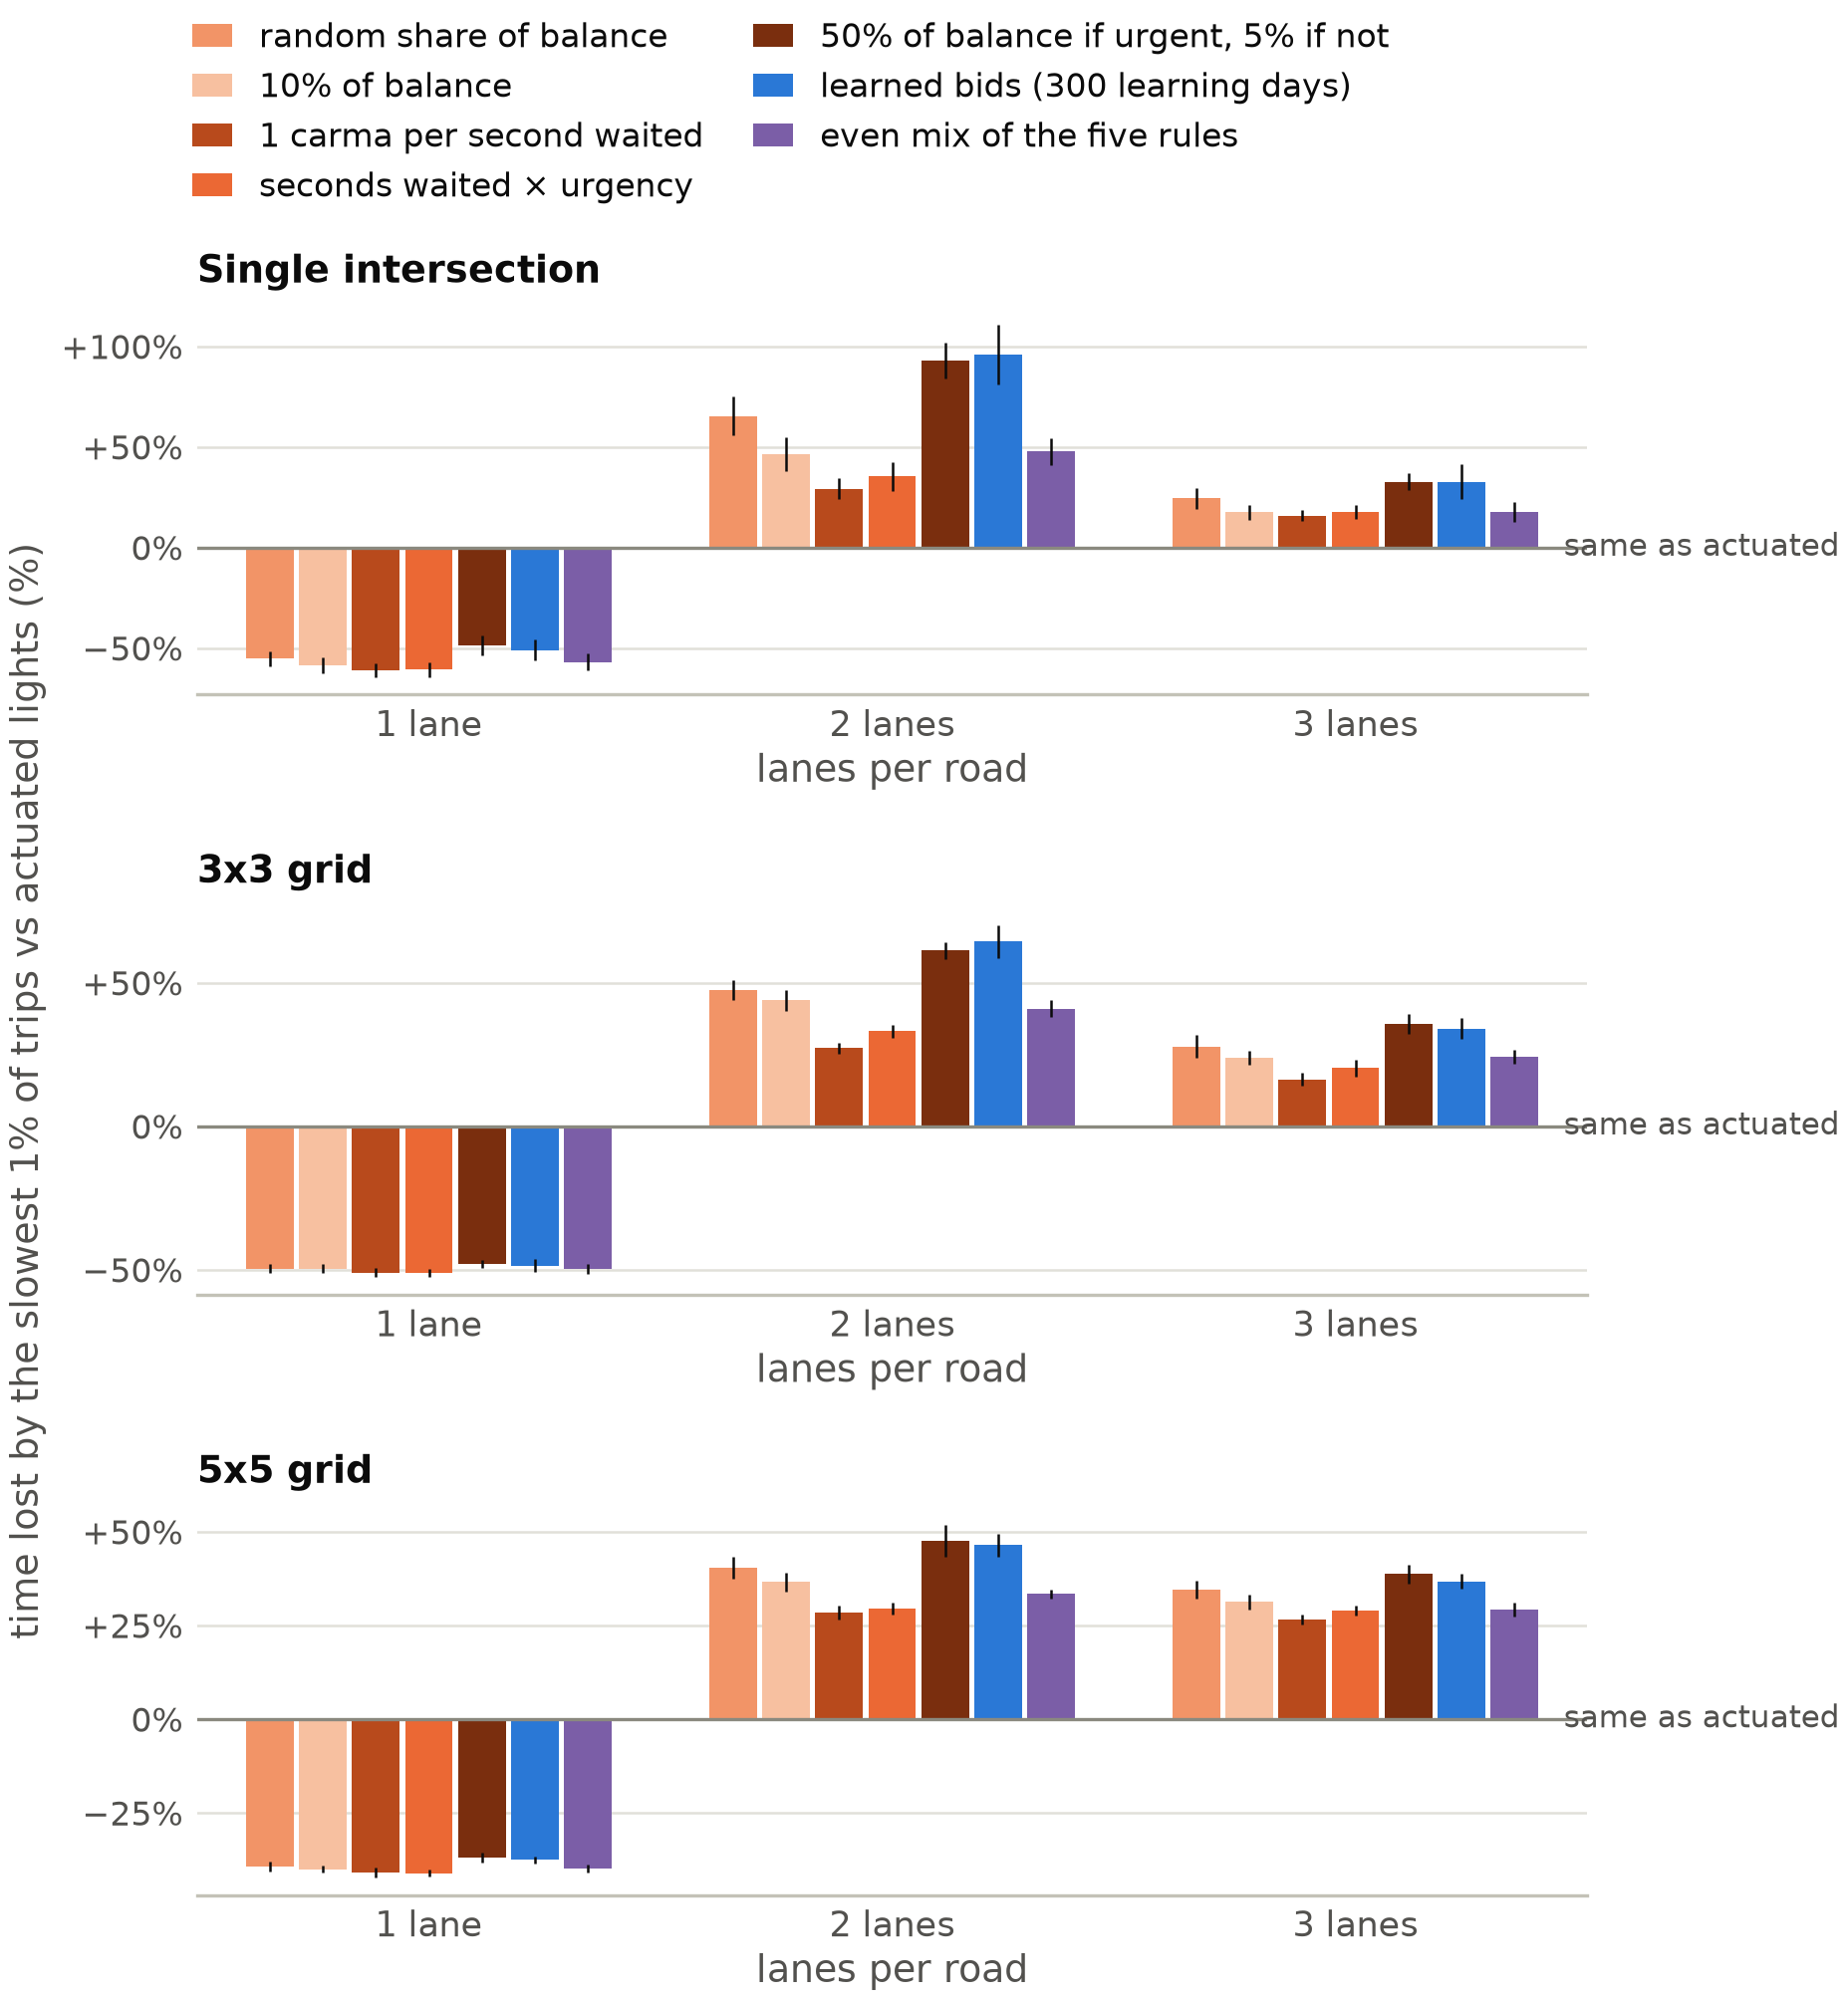 random share of balance
10% of balance
1 carma per second waited
seconds waited × urgency
50% of balance if urgent, 5% if not
learned bids (300 learning days)
even mix of the five rules
time lost by the slowest 1% of trips vs actuated lights (%)
Single intersection
+100%
+50%
0%
−50%
same as actuated
1 lane
2 lanes
3 lanes
lanes per road
3x3 grid
+50%
0%
−50%
same as actuated
1 lane
2 lanes
3 lanes
lanes per road
5x5 grid
+50%
+25%
0%
−25%
same as actuated
1 lane
2 lanes
3 lanes
lanes per road